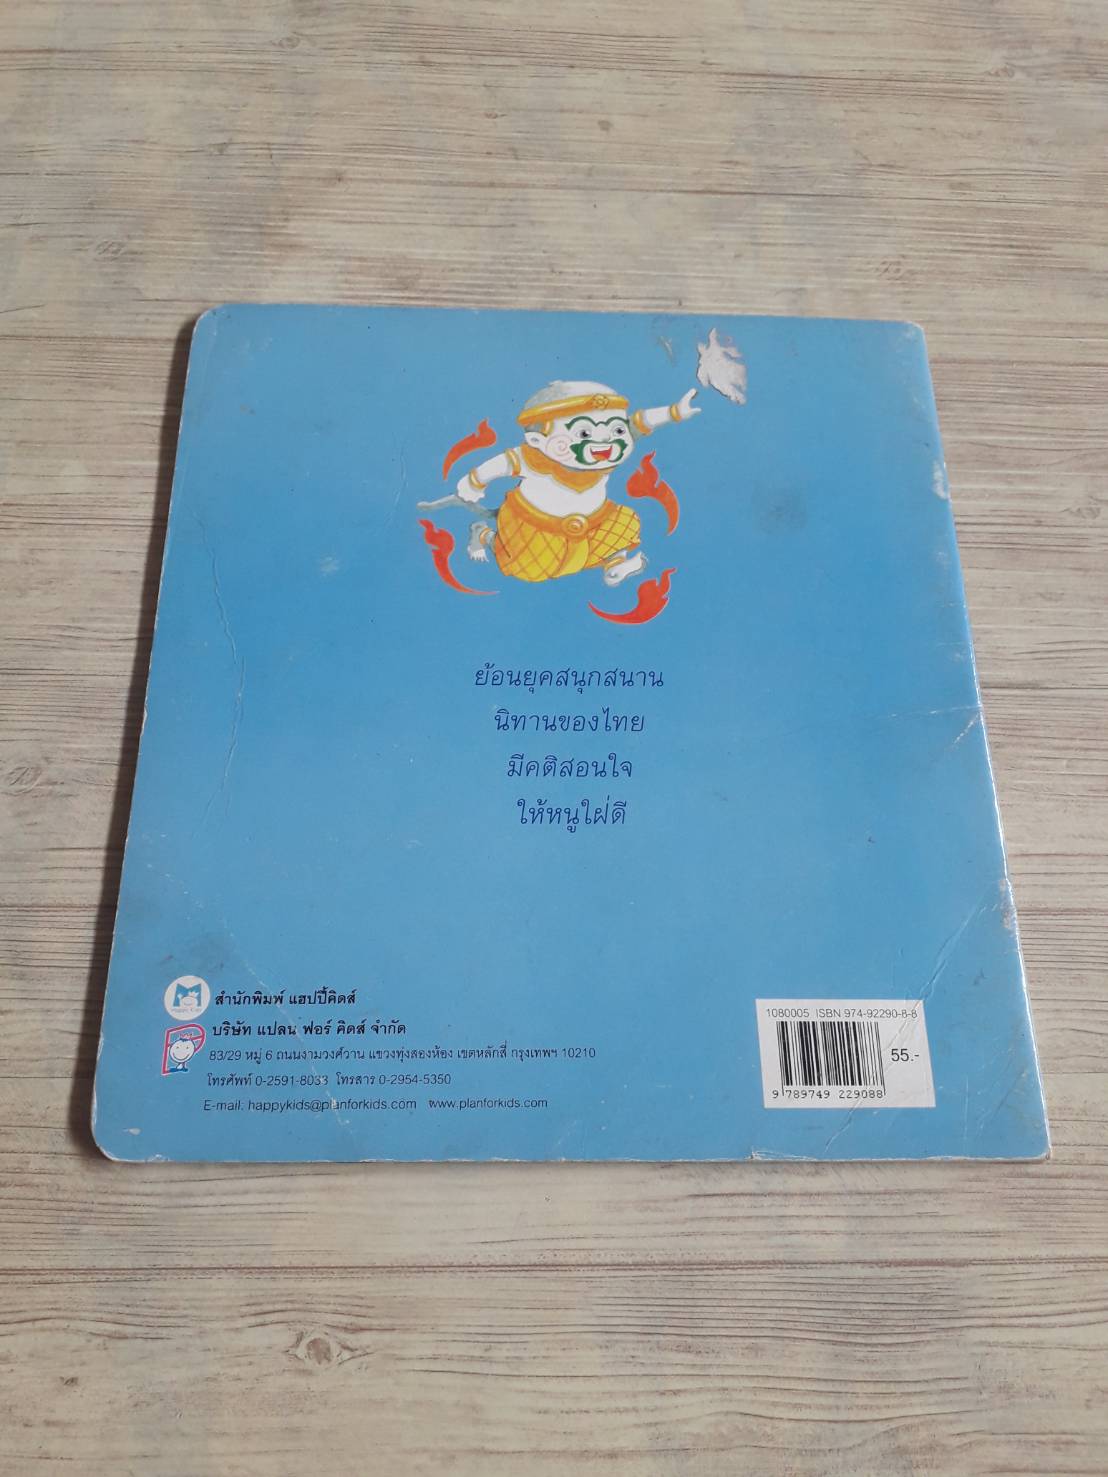 ย้อนยุคสนุกสนาน
นิทานของไทย
มีคติสอนใจ
ให้หนูใฝ่ดี
Happy Kids
สำนักพิมพ์ แฮปปี้คิดส์
บริษัท แปลน ฟอร์ คิดส์ จำกัด
83/29 หมู่ 6 ถนนงามวงศ์วาน แขวงทุ่งสองห้อง เขตหลักสี่ กรุงเทพฯ 10210
โทรศัพท์ 0-2591-8033 โทรสาร 0-2954-5350
E-mail: happykids@planforkids.com www.planforkids.com
1080005 ISBN 974-92290-8-8
55.-
9 789749 229088